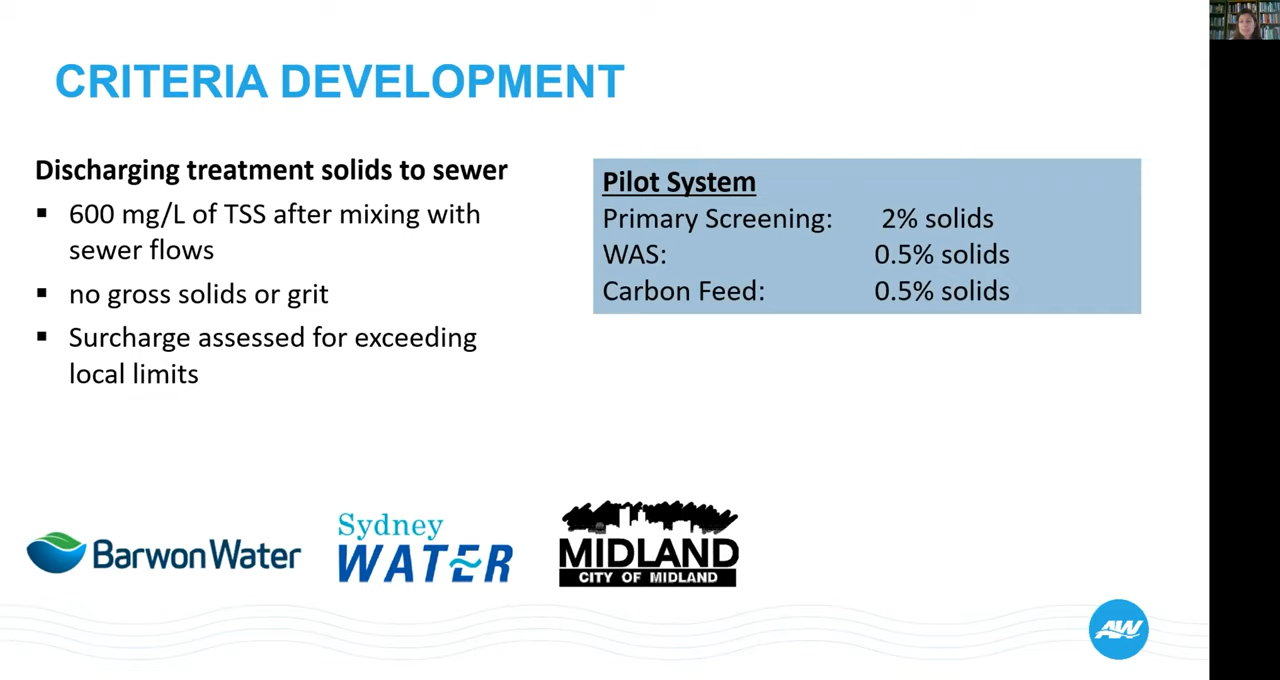 CRITERIA DEVELOPMENT
Discharging treatment solids to sewer
▪ 600 mg/L of TSS after mixing with
sewer flows
▪ no gross solids or grit
▪ Surcharge assessed for exceeding
local limits
Pilot System
Primary Screening: 2% solids
WAS: 0.5% solids
Carbon Feed: 0.5% solids
Barwon Water
Sydney
WATER
MIDLAND
CITY OF MIDLAND
AW